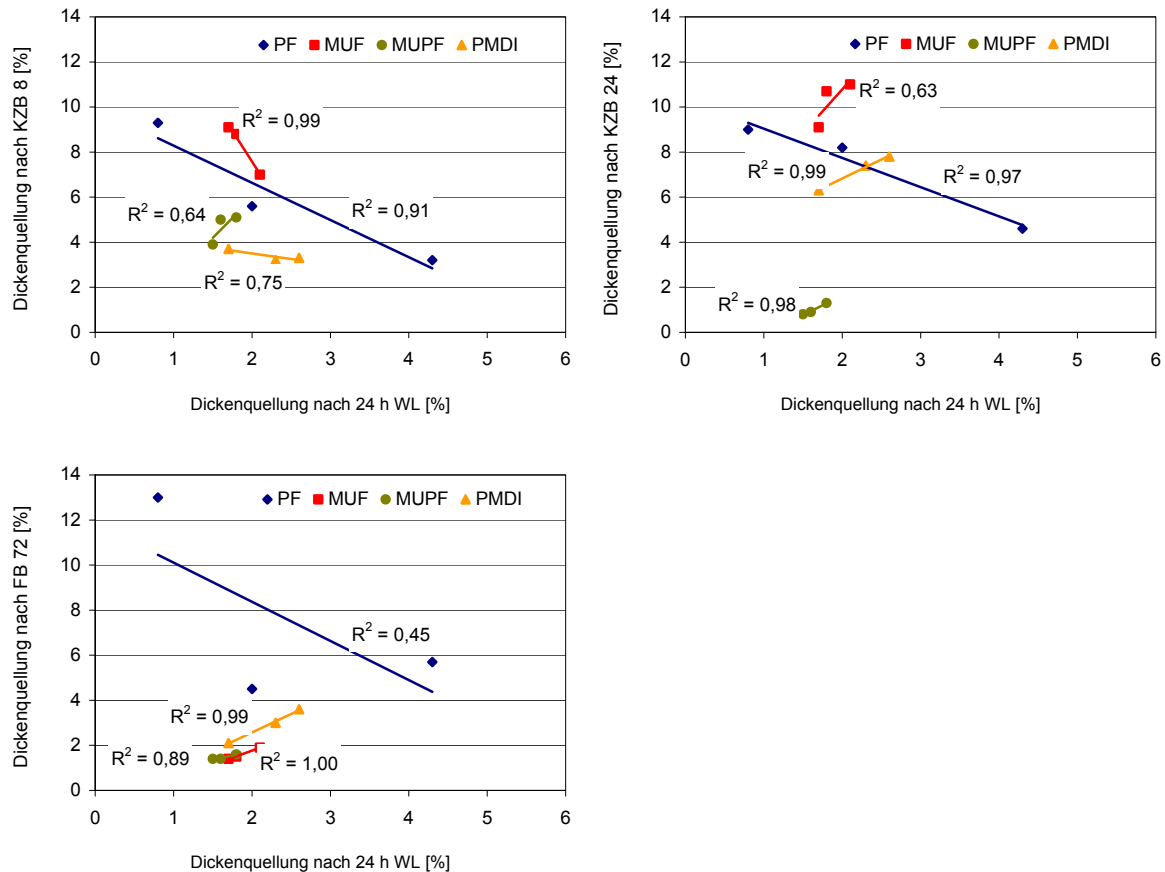 Dickenquellung nach KZB 8 [%]
14
12
10
8
6
4
2
0
PF MUF MUPF PMDI
R² = 0,99
R² = 0,91
R² = 0,64
R² = 0,75
0 1 2 3 4 5 6
Dickenquellung nach 24 h WL [%]
Dickenquellung nach KZB 24 [%]
14
12
10
8
6
4
2
0
PF MUF MUPF PMDI
R² = 0,63
R² = 0,99
R² = 0,97
R² = 0,98
0 1 2 3 4 5 6
Dickenquellung nach 24 h WL [%]
Dickenquellung nach FB 72 [%]
14
12
10
8
6
4
2
0
PF MUF MUPF PMDI
R² = 0,45
R² = 0,99
R² = 0,89
R² = 1,00
0 1 2 3 4 5 6
Dickenquellung nach 24 h WL [%]